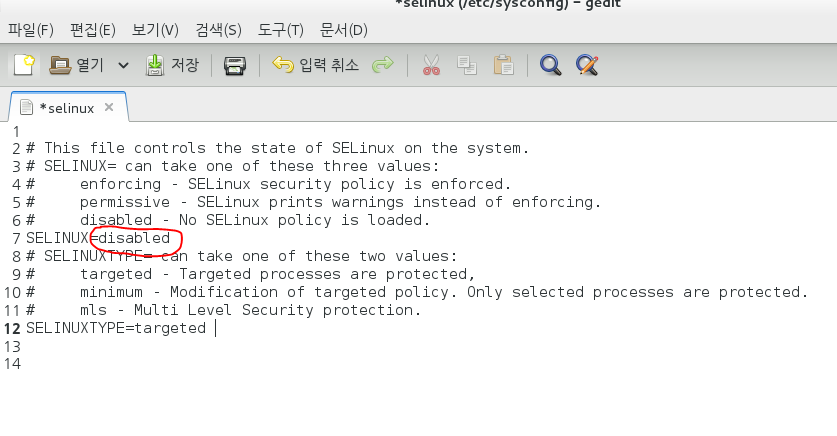 *selinux (/etc/sysconfig) - gedit
파일(F) 편집(E) 보기(V) 검색(S) 도구(T) 문서(D)
열기 저장 입력 취소
*selinux
1
2 # This file controls the state of SELinux on the system.
3 # SELINUX= can take one of these three values:
4 #     enforcing - SELinux security policy is enforced.
5 #     permissive - SELinux prints warnings instead of enforcing.
6 #     disabled - No SELinux policy is loaded.
7 SELINUX=disabled
8 # SELINUXTYPE= can take one of these two values:
9 #     targeted - Targeted processes are protected,
10 #     minimum - Modification of targeted policy. Only selected processes are protected.
11 #     mls - Multi Level Security protection.
12 SELINUXTYPE=targeted
13
14